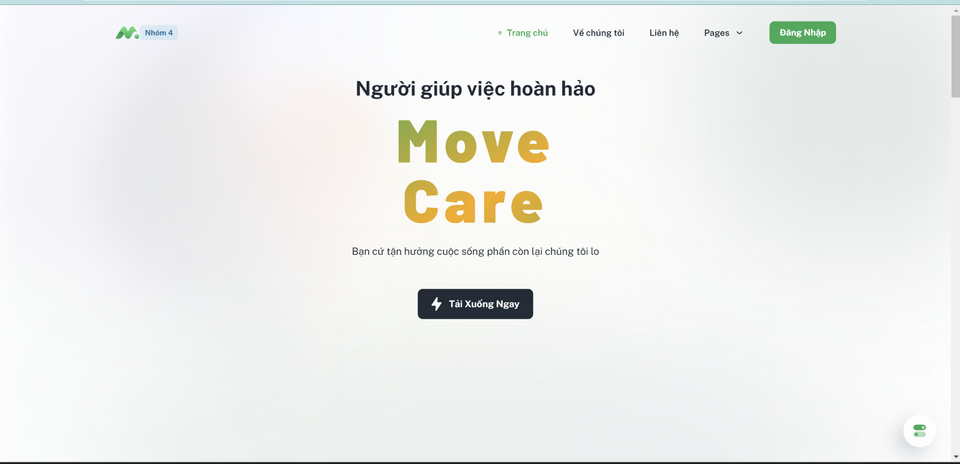 Nhóm 4
Trang chủ
Về chúng tôi
Liên hệ
Pages
Đăng Nhập
Người giúp việc hoàn hảo
Move
Care
Bạn cứ tận hưởng cuộc sống phần còn lại chúng tôi lo
Tải Xuống Ngay